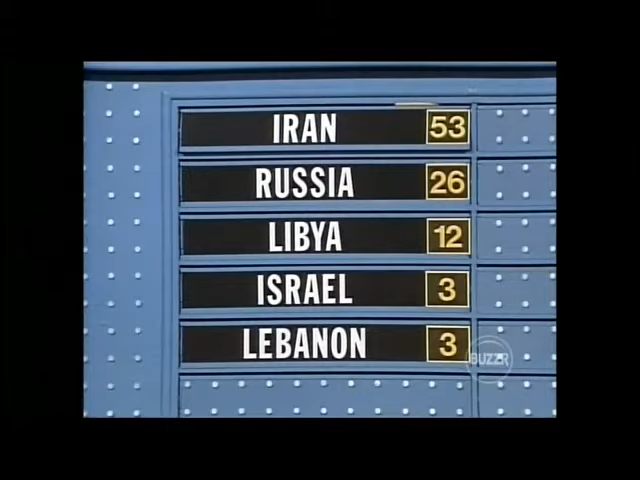 IRAN 53
RUSSIA 26
LIBYA 12
ISRAEL 3
LEBANON 3
BUZZR